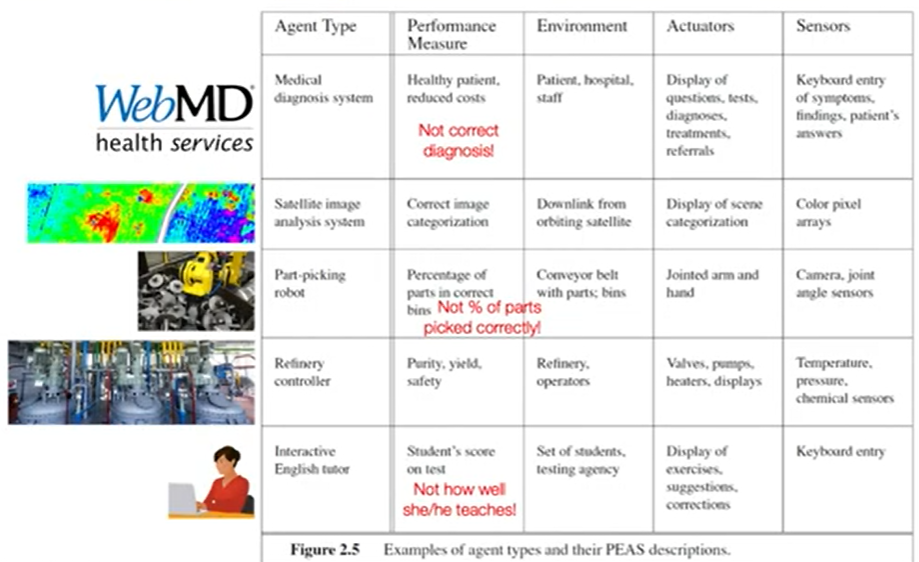 Agent Type
Performance
Measure
Environment
Actuators
Sensors
WebMD
health services
Medical
diagnosis system
Healthy patient,
reduced costs
Not correct
diagnosis!
Patient, hospital,
staff
Display of
questions, tests,
diagnoses,
treatments,
referrals
Keyboard entry
of symptoms,
findings, patient's
answers
Satellite image
analysis system
Correct image
categorization
Downlink from
orbiting satellite
Display of scene
categorization
Color pixel
arrays
Part-picking
robot
Percentage of
parts in correct
bins
Not % of parts
picked correctly!
Conveyor belt
with parts; bins
Jointed arm and
hand
Camera, joint
angle sensors
Refinery
controller
Purity, yield,
safety
Refinery,
operators
Valves, pumps,
heaters, displays
Temperature,
pressure,
chemical sensors
Interactive
English tutor
Student's score
on test
Not how well
she/he teaches!
Set of students,
testing agency
Display of
exercises,
suggestions,
corrections
Keyboard entry
Figure 2.5 Examples of agent types and their PEAS descriptions.